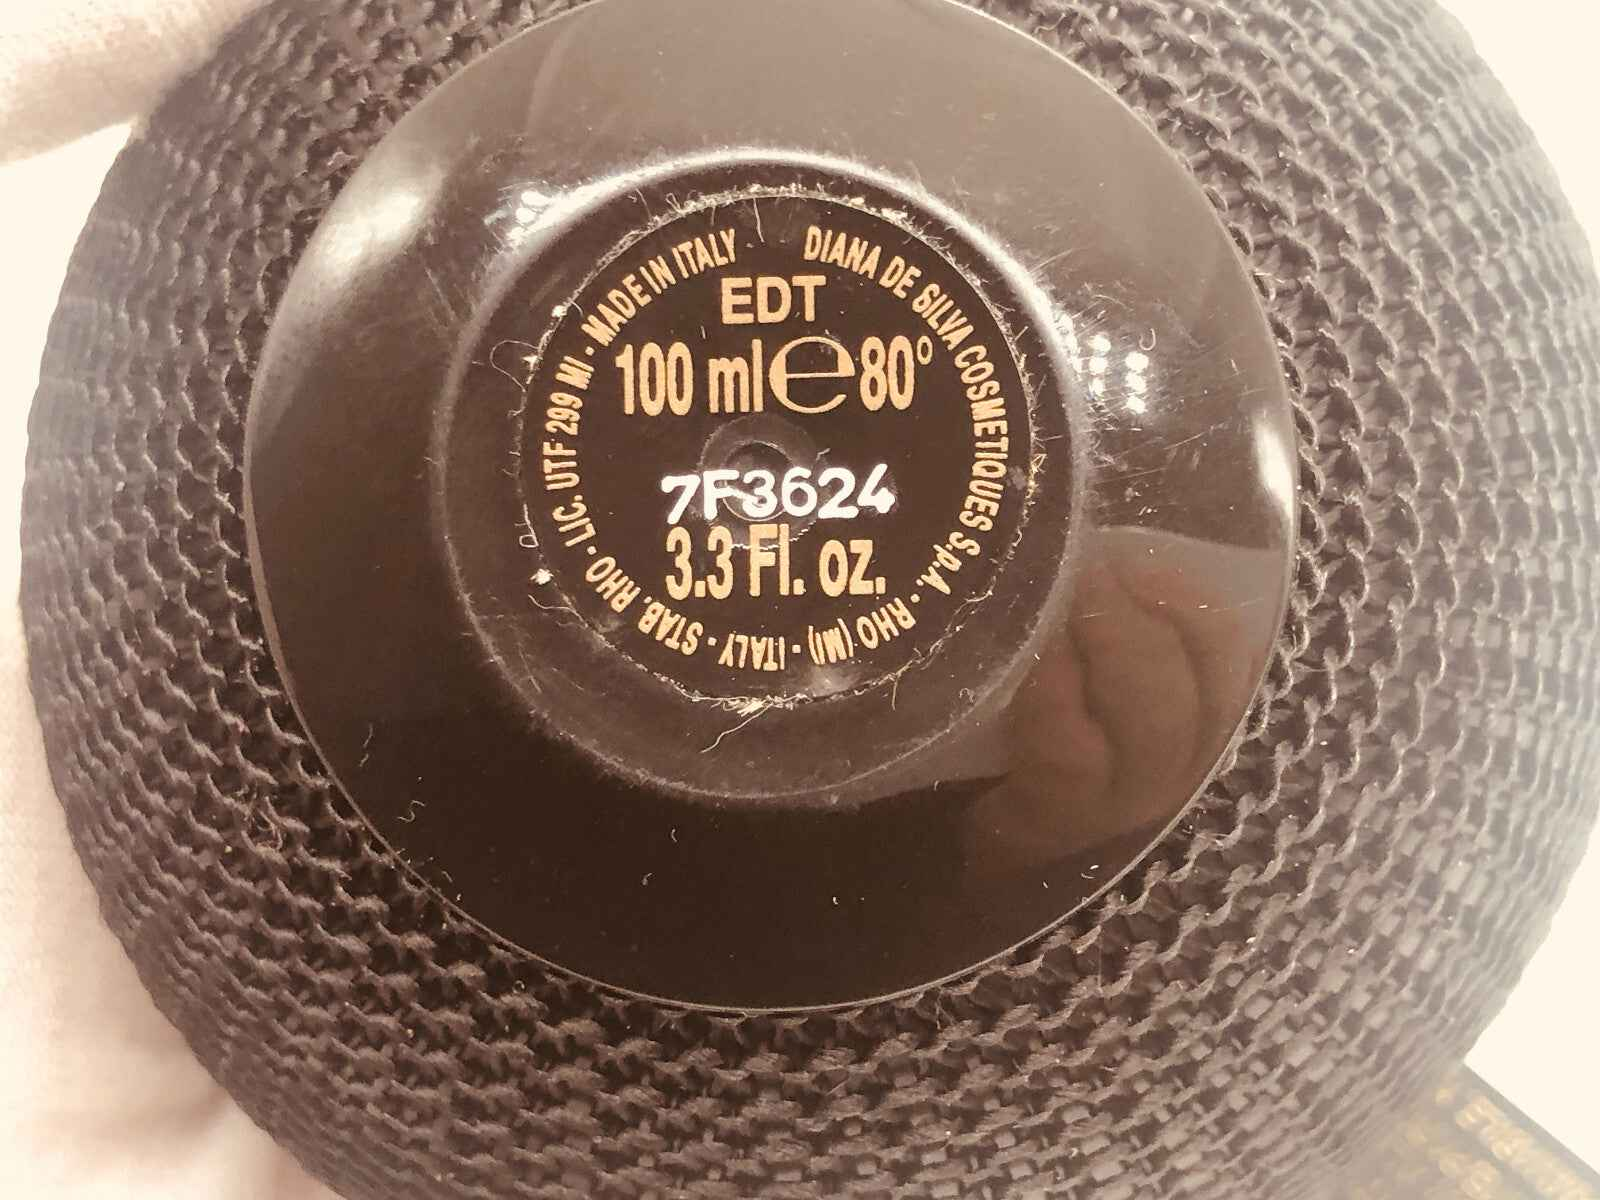 DIANA DE SILVA COSMETIQUES S.p.A. - RHO (MI) - ITALY - STAB. RHO - LIC. UTF 299 MI - MADE IN ITALY
EDT
100 ml e 80°
7F3624
3.3 Fl. oz.